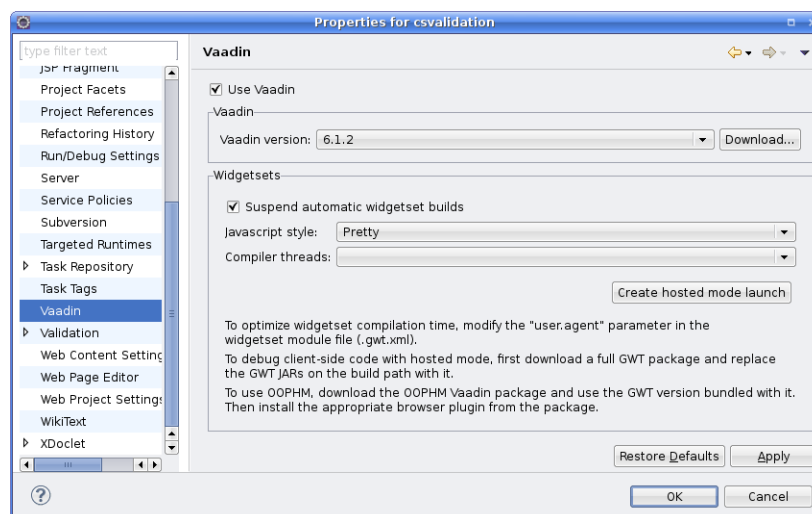 Properties for csvalidation
type filter text
JSP Fragment
Project Facets
Project References
Refactoring History
Run/Debug Settings
Server
Service Policies
Subversion
Targeted Runtimes
Task Repository
Task Tags
Vaadin
Validation
Web Content Setting
Web Page Editor
Web Project Settings
WikiText
XDoclet
Vaadin
Use Vaadin
Vaadin
Vaadin version: 6.1.2 Download...
Widgetsets
Suspend automatic widgetset builds
Javascript style: Pretty
Compiler threads:
Create hosted mode launch
To optimize widgetset compilation time, modify the "user.agent" parameter in the
widgetset module file (.gwt.xml).
To debug client-side code with hosted mode, first download a full GWT package and replace
the GWT JARs on the build path with it.
To use OOPHM, download the OOPHM Vaadin package and use the GWT version bundled with it.
Then install the appropriate browser plugin from the package.
Restore Defaults Apply
? OK Cancel